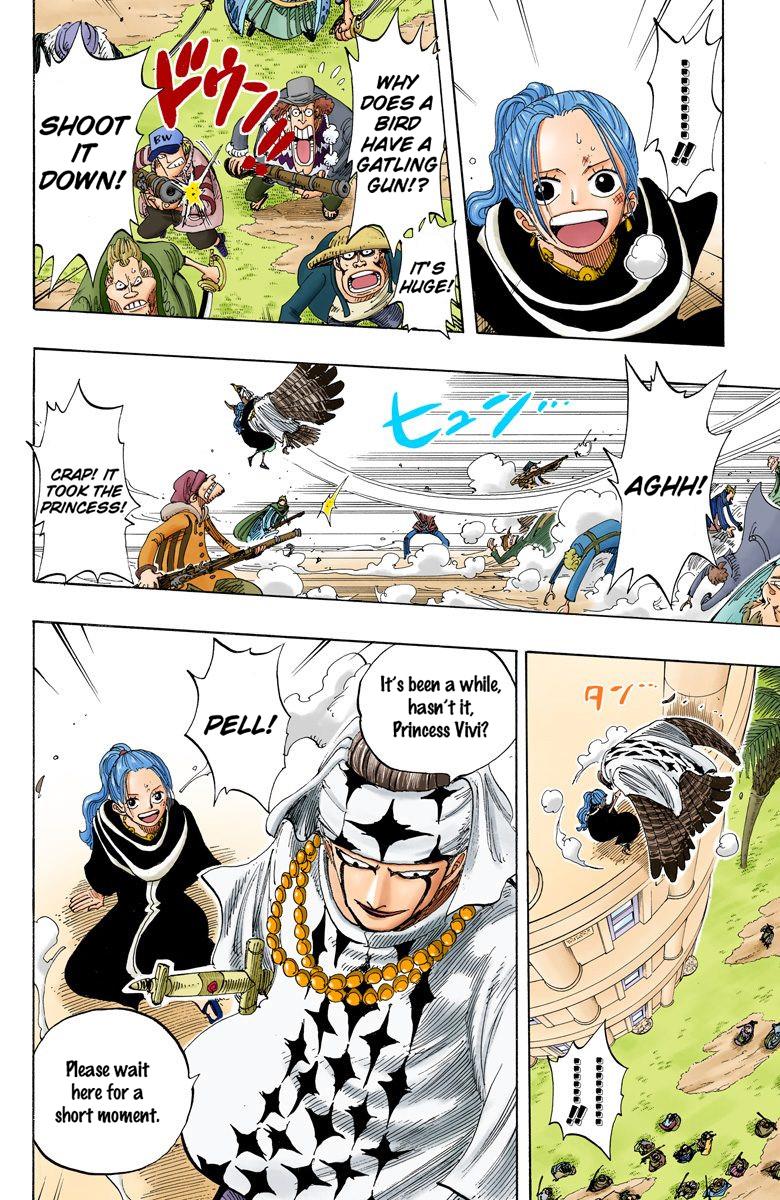 ..........!!
WHY
DOES A
BIRD
HAVE A
GATLING
GUN!?
IT'S
HUGE!
ドウン!!
BW
SHOOT
IT
DOWN!
AGHH!
ヒュン...
CRAP! IT
TOOK THE
PRINCESS!
タン...
..................!!
It's been a while,
hasn't it,
Princess Vivi?
PELL!
Please wait
here for a
short moment.